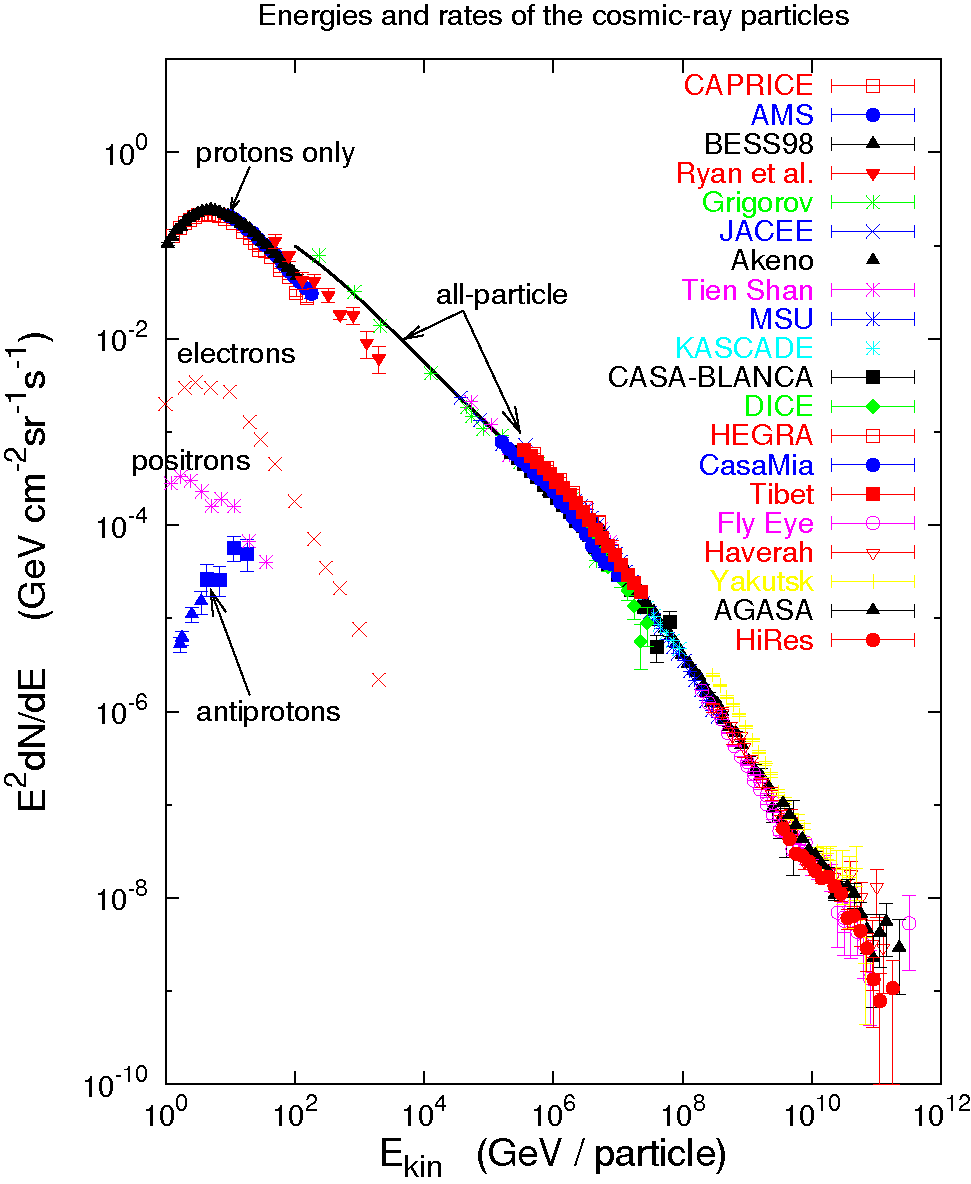 Energies and rates of the cosmic-ray particles
CAPRICE
AMS
BESS98
Ryan et al.
Grigorov
JACEE
Akeno
Tien Shan
MSU
KASCADE
CASA-BLANCA
DICE
HEGRA
CasaMia
Tibet
Fly Eye
Haverah
Yakutsk
AGASA
HiRes
protons only
all-particle
electrons
positrons
antiprotons
E²dN/dE (GeV cm⁻²sr⁻¹s⁻¹)
10⁰
10⁻²
10⁻⁴
10⁻⁶
10⁻⁸
10⁻¹⁰
10⁰ 10² 10⁴ 10⁶ 10⁸ 10¹⁰ 10¹²
E_kin (GeV / particle)